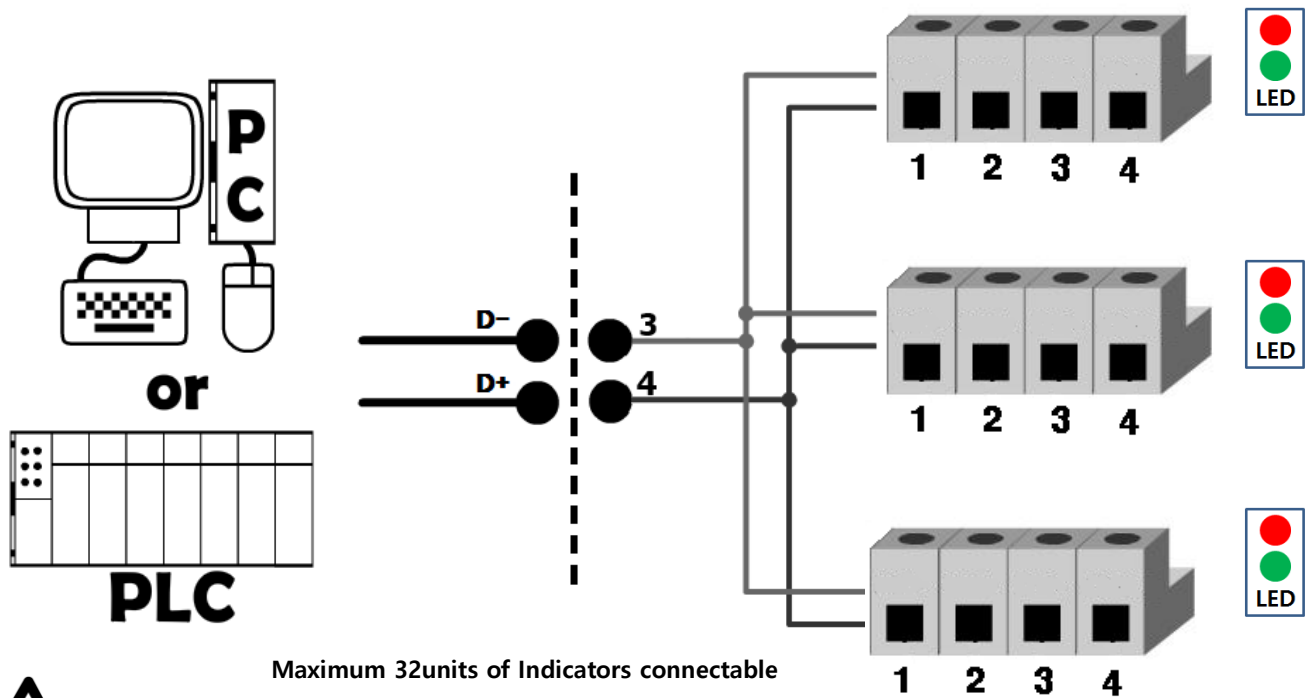 PC
or
PLC
D-
D+
3
4
1 2 3 4
LED
1 2 3 4
LED
1 2 3 4
LED
Maximum 32units of Indicators connectable